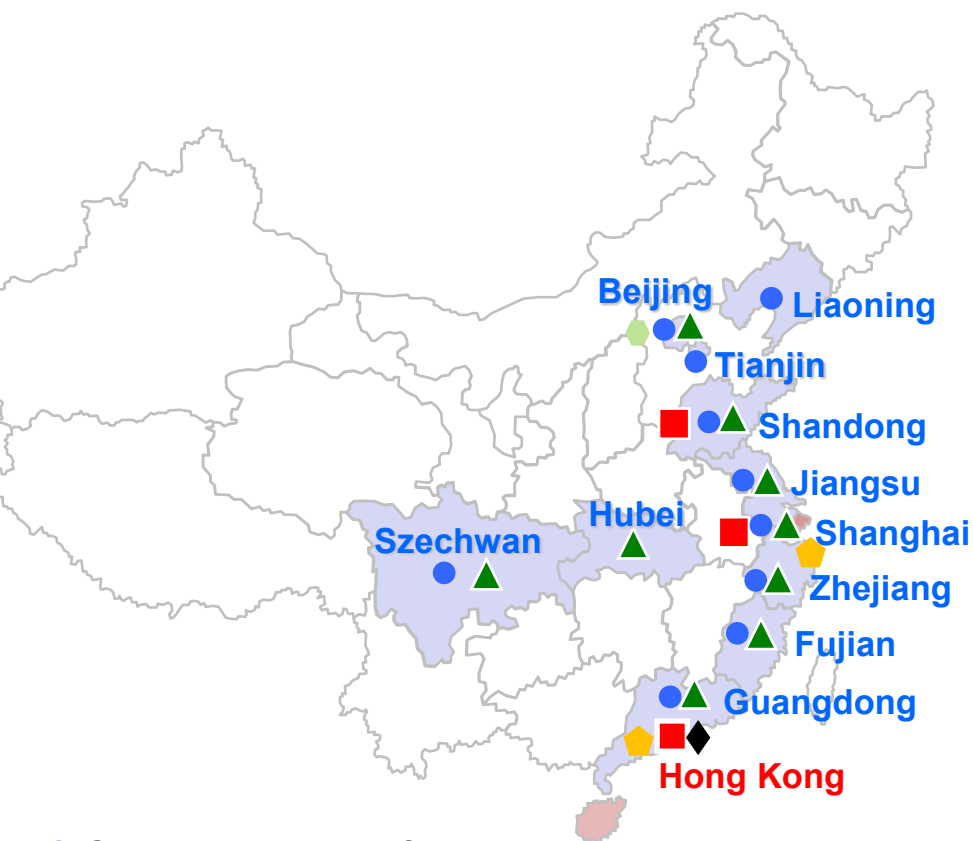 Beijing
Liaoning
Tianjin
Shandong
Jiangsu
Hubei
Szechwan
Shanghai
Zhejiang
Fujian
Guangdong
Hong Kong